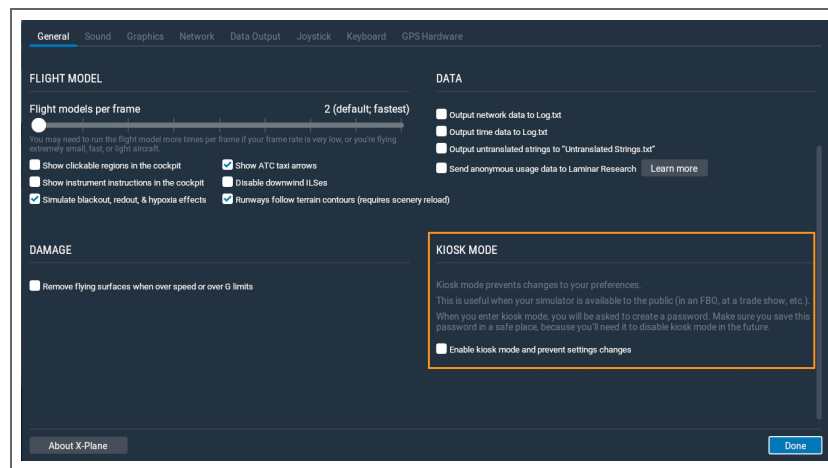 General Sound Graphics Network Data Output Joystick Keyboard GPS Hardware
FLIGHT MODEL
Flight models per frame 2 (default; fastest)
You may need to run the flight model more times per frame if your frame rate is very low, or you're flying
extremely small, fast, or light aircraft.
Show clickable regions in the cockpit
Show ATC taxi arrows
Show instrument instructions in the cockpit
Disable downwind ILSes
Simulate blackout, redout, & hypoxia effects
Runways follow terrain contours (requires scenery reload)
DATA
Output network data to Log.txt
Output time data to Log.txt
Output untranslated strings to "Untranslated Strings.txt"
Send anonymous usage data to Laminar Research Learn more
DAMAGE
Remove flying surfaces when over speed or over G limits
KIOSK MODE
Kiosk mode prevents changes to your preferences.
This is useful when your simulator is available to the public (in an FBO, at a trade show, etc.).
When you enter kiosk mode, you will be asked to create a password. Make sure you save this
password in a safe place, because you'll need it to disable kiosk mode in the future.
Enable kiosk mode and prevent settings changes
About X-Plane
Done